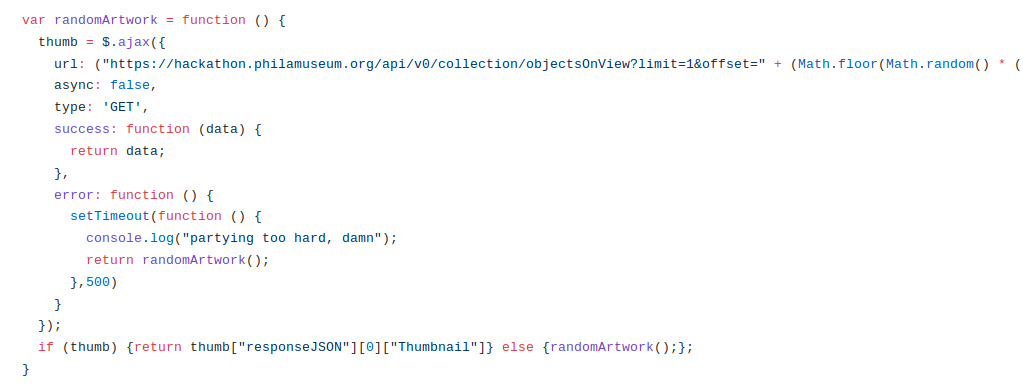 var randomArtwork = function () {
thumb = $.ajax({
url: ("https://hackathon.philamuseum.org/api/v0/collection/objectsOnView?limit=1&offset=" + (Math.floor(Math.random() * (
async: false,
type: 'GET',
success: function (data) {
return data;
},
error: function () {
setTimeout(function () {
console.log("partying too hard, damn");
return randomArtwork();
},500)
}
});
if (thumb) {return thumb["responseJSON"][0]["Thumbnail"]} else {randomArtwork();};
}